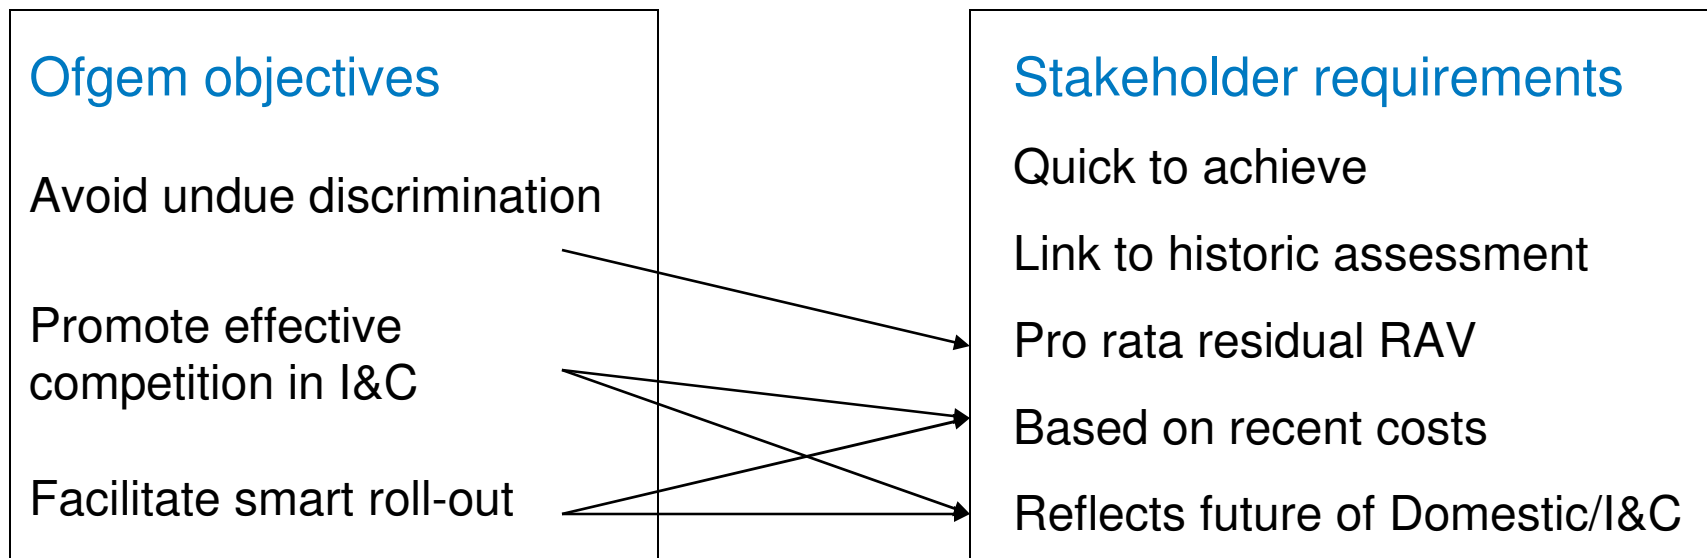 Ofgem objectives
Avoid undue discrimination
Promote effective
competition in I&C
Facilitate smart roll-out
Stakeholder requirements
Quick to achieve
Link to historic assessment
Pro rata residual RAV
Based on recent costs
Reflects future of Domestic/I&C